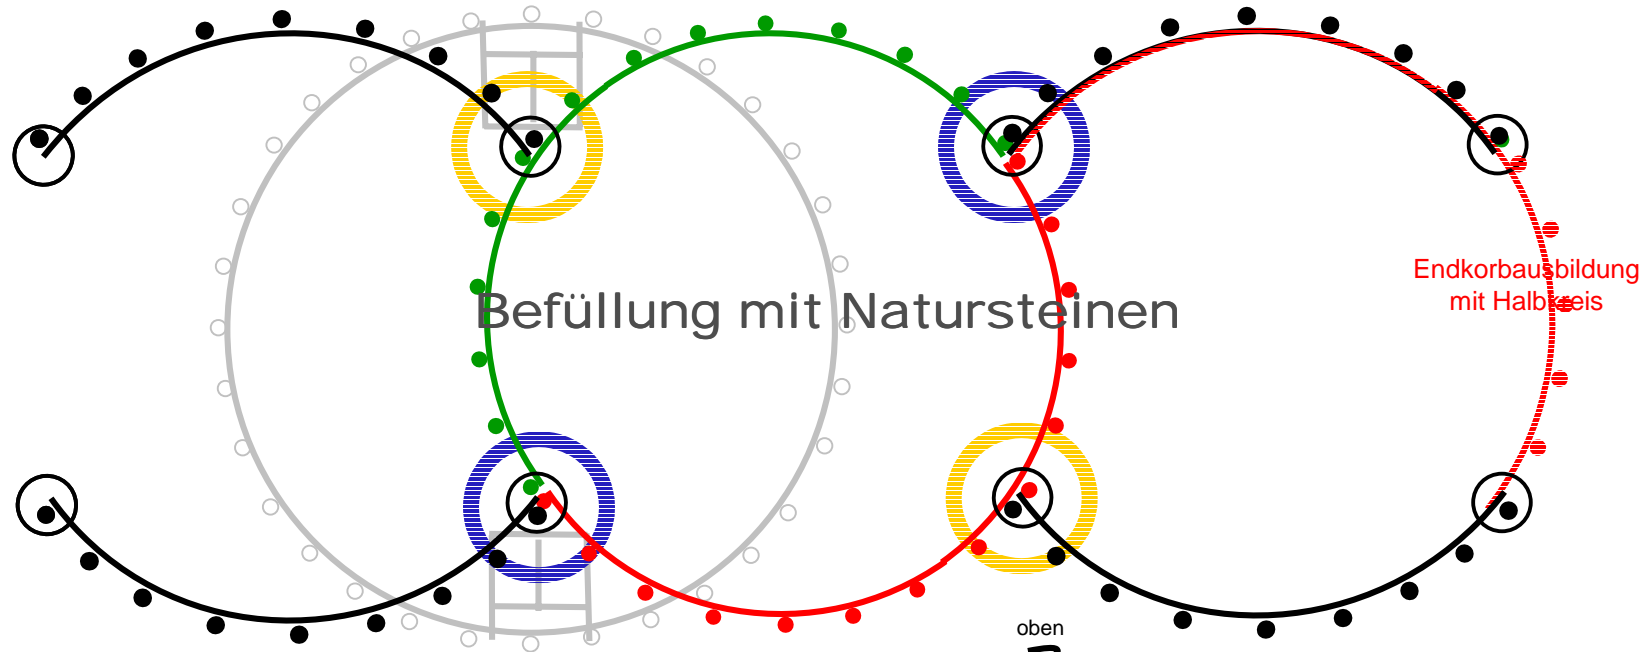 Befüllung mit Natursteinen
Endkorbausbildung
mit Halbkreis
oben